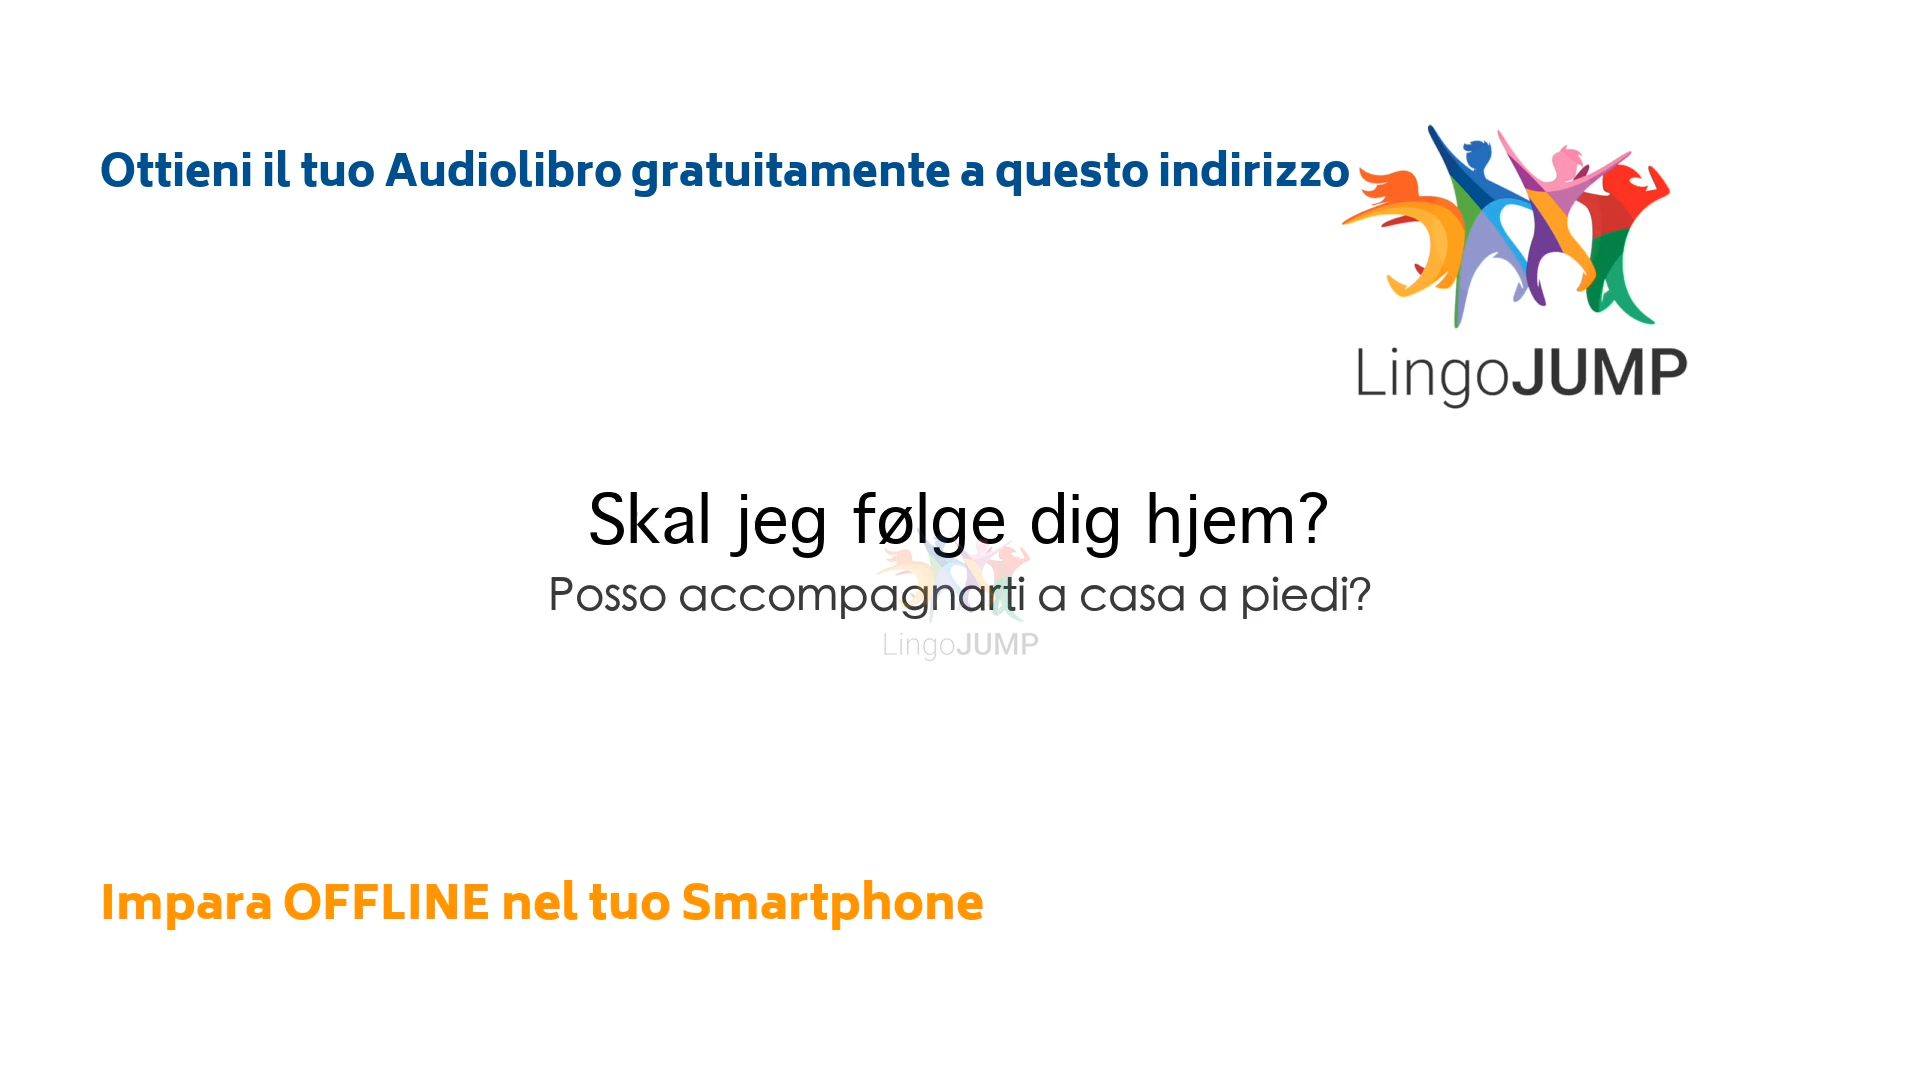 Ottieni il tuo Audiolibro gratuitamente a questo indirizzo
LingoJUMP
Skal jeg følge dig hjem?
Posso accompagnarti a casa a piedi?
LingoJUMP
Impara OFFLINE nel tuo Smartphone